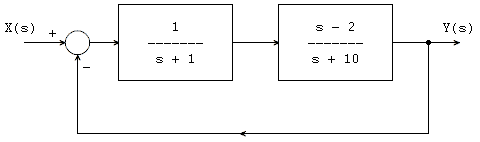 X(s)
+
−
1
-------
s + 1
s − 2
-------
s + 10
Y(s)